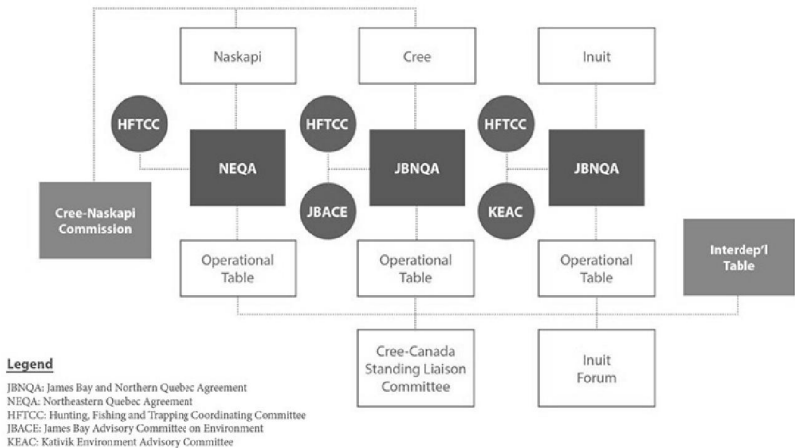 Naskapi
Cree
Inuit
HFTCC
HFTCC
HFTCC
NEQA
JBNQA
JBNQA
JBACE
KEAC
Cree-Naskapi
Commission
Operational
Table
Operational
Table
Operational
Table
Interdep'l
Table
Cree-Canada
Standing Liaison
Committee
Inuit
Forum
Legend
JBNQA: James Bay and Northern Quebec Agreement
NEQA: Northeastern Quebec Agreement
HFTCC: Hunting, Fishing and Trapping Coordinating Committee
JBACE: James Bay Advisory Committee on Environment
KEAC: Kativik Environment Advisory Committee